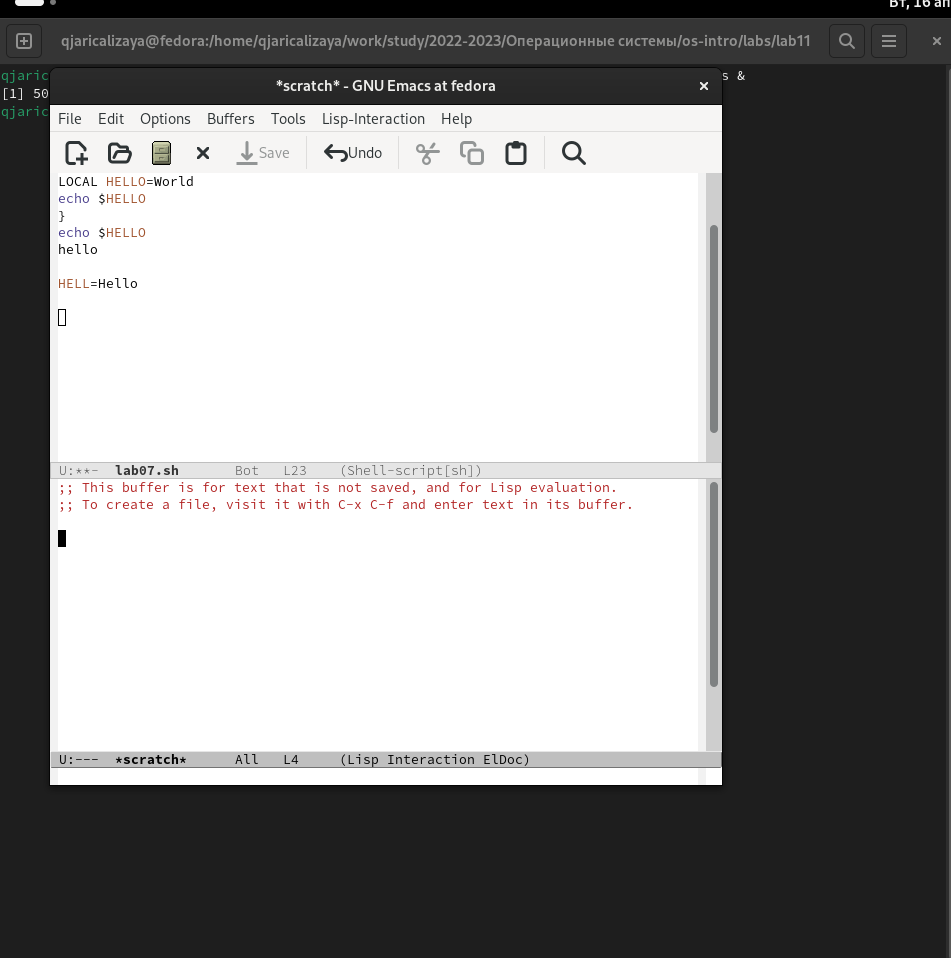 Вт, 16 ап
qjaricalizaya@fedora:/home/qjaricalizaya/work/study/2022-2023/Операционные системы/os-intro/labs/lab11
qjaric s &
[1] 50
qjaric
*scratch* - GNU Emacs at fedora
File Edit Options Buffers Tools Lisp-Interaction Help
Save Undo
LOCAL HELLO=World
echo $HELLO
}
echo $HELLO
hello
HELL=Hello
U:**- lab07.sh Bot L23 (Shell-script[sh])
;; This buffer is for text that is not saved, and for Lisp evaluation.
;; To create a file, visit it with C-x C-f and enter text in its buffer.
U:--- *scratch* All L4 (Lisp Interaction ElDoc)